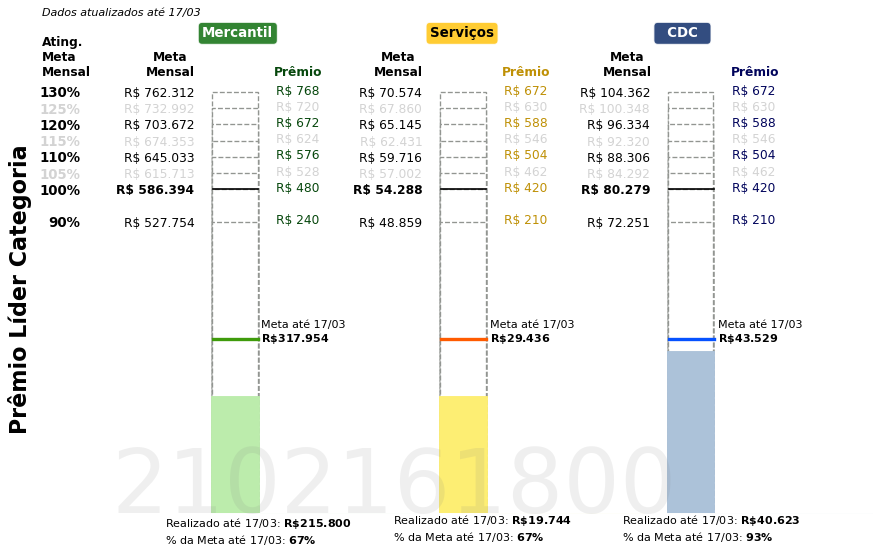 Dados atualizados até 17/03
Mercantil Serviços CDC
Ating. Meta Mensal
Meta Mensal Prêmio Meta Mensal Prêmio Meta Mensal Prêmio
130% R$ 762.312 R$ 768 R$ 70.574 R$ 672 R$ 104.362 R$ 672
125% R$ 732.992 R$ 720 R$ 67.860 R$ 630 R$ 100.348 R$ 630
120% R$ 703.672 R$ 672 R$ 65.145 R$ 588 R$ 96.334 R$ 588
115% R$ 674.353 R$ 624 R$ 62.431 R$ 546 R$ 92.320 R$ 546
110% R$ 645.033 R$ 576 R$ 59.716 R$ 504 R$ 88.306 R$ 504
105% R$ 615.713 R$ 528 R$ 57.002 R$ 462 R$ 84.292 R$ 462
100% R$ 586.394 R$ 480 R$ 54.288 R$ 420 R$ 80.279 R$ 420
90% R$ 527.754 R$ 240 R$ 48.859 R$ 210 R$ 72.251 R$ 210
Prêmio Líder Categoria
Meta até 17/03 Meta até 17/03 Meta até 17/03
R$317.954 R$29.436 R$43.529
2102161800
Realizado até 17/03: R$215.800 Realizado até 17/03: R$19.744 Realizado até 17/03: R$40.623
% da Meta até 17/03: 67% % da Meta até 17/03: 67% % da Meta até 17/03: 93%